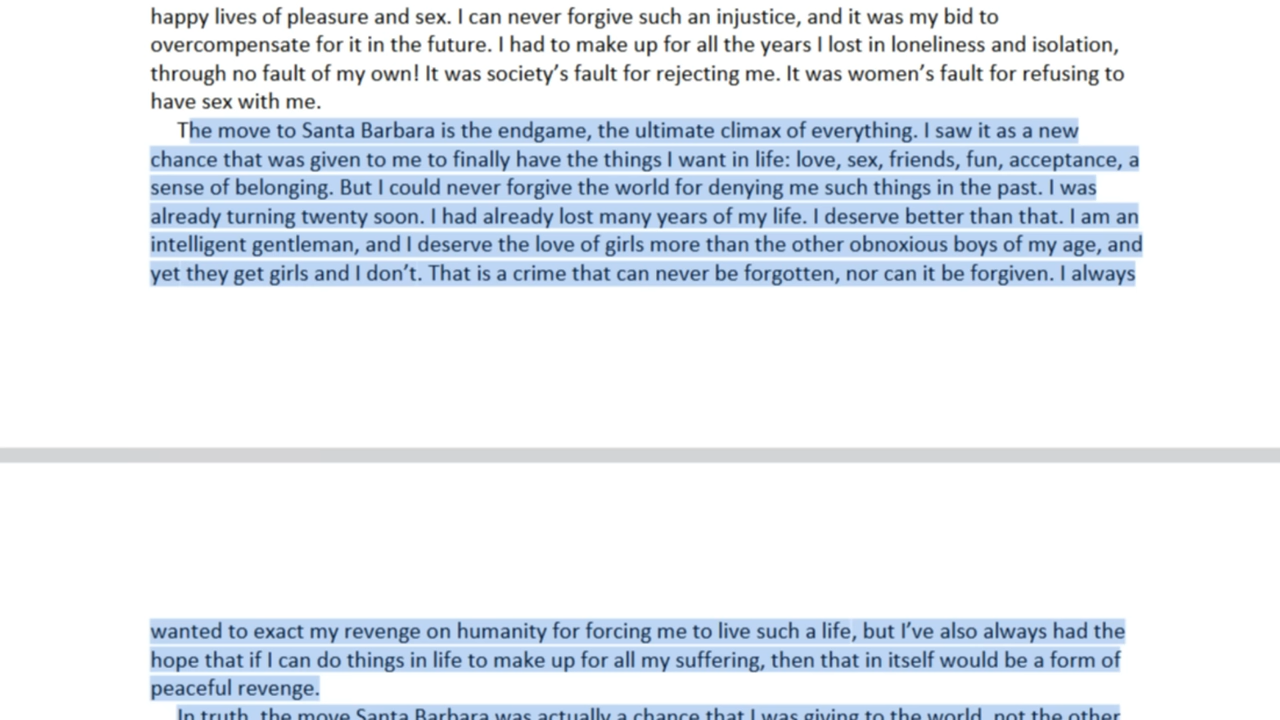 happy lives of pleasure and sex. I can never forgive such an injustice, and it was my bid to
overcompensate for it in the future. I had to make up for all the years I lost in loneliness and isolation,
through no fault of my own! It was society’s fault for rejecting me. It was women’s fault for refusing to
have sex with me.
The move to Santa Barbara is the endgame, the ultimate climax of everything. I saw it as a new
chance that was given to me to finally have the things I want in life: love, sex, friends, fun, acceptance, a
sense of belonging. But I could never forgive the world for denying me such things in the past. I was
already turning twenty soon. I had already lost many years of my life. I deserve better than that. I am an
intelligent gentleman, and I deserve the love of girls more than the other obnoxious boys of my age, and
yet they get girls and I don’t. That is a crime that can never be forgotten, nor can it be forgiven. I always
wanted to exact my revenge on humanity for forcing me to live such a life, but I’ve also always had the
hope that if I can do things in life to make up for all my suffering, then that in itself would be a form of
peaceful revenge.
In truth, the move Santa Barbara was actually a chance that I was giving to the world, not the other